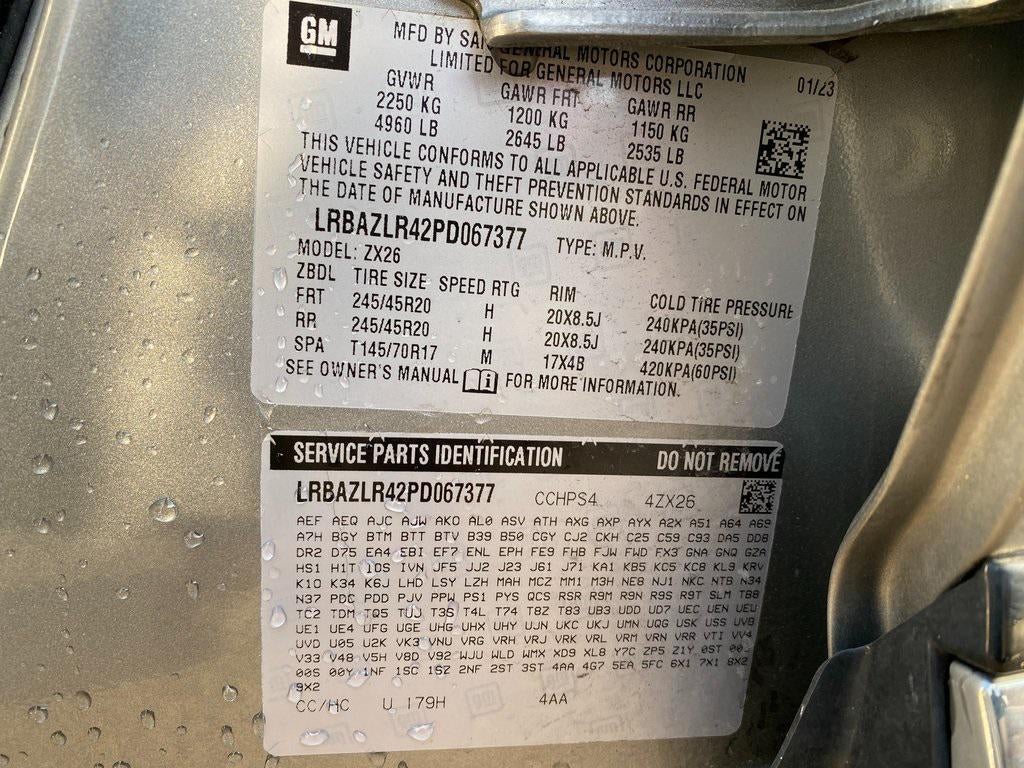 GM
MFD BY SAIC GENERAL MOTORS CORPORATION
LIMITED FOR GENERAL MOTORS LLC
01/23
GVWR GAWR FRT GAWR RR
2250 KG 1200 KG 1150 KG
4960 LB 2645 LB 2535 LB
THIS VEHICLE CONFORMS TO ALL APPLICABLE U.S. FEDERAL MOTOR
VEHICLE SAFETY AND THEFT PREVENTION STANDARDS IN EFFECT ON
THE DATE OF MANUFACTURE SHOWN ABOVE.
LRBAZLR42PD067377 TYPE: M.P.V.
MODEL: ZX26
ZBDL TIRE SIZE SPEED RTG RIM COLD TIRE PRESSURE
FRT 245/45R20 H 20X8.5J 240KPA(35PSI)
RR 245/45R20 H 20X8.5J 240KPA(35PSI)
SPA T145/70R17 M 17X4B 420KPA(60PSI)
SEE OWNER'S MANUAL FOR MORE INFORMATION.
SERVICE PARTS IDENTIFICATION DO NOT REMOVE
LRBAZLR42PD067377 CCHPS4 4ZX26
AEF AEQ AJC AJW AKO AL0 ASV ATH AXG AXP AYX A2X A51 A64 A69
A7H BGY BTM BTT BTV B39 B50 CGY CJ2 CKH C25 C59 C93 DA5 DD8
DR2 D75 EA4 EBI EF7 ENL EPH FE9 FHB FJW FWD FX3 GNA GNQ GZA
HS1 H1T IOS IVN JF5 JJ2 J23 J61 J71 KA1 KB5 KC5 KC8 KL9 KRV
K10 K34 K6J LHD LSY LZH MAH MCZ MM1 M3H NE8 NJ1 NKC NTB N34
N37 PDC PDD PJV PPW PS1 PYS QCS RSR R9M R9N R9S R9T SLM TB8
TC2 TDM TQ5 TUJ T3S T4L T74 T8Z T83 UB3 UDD UD7 UEC UEN UEU
UE1 UE4 UFG UGE UHG UHX UHY UJN UKC UKJ UMN UQG USK USS UVB
UVD U05 U2K VK3 VNU VRG VRH VRJ VRK VRL VRM VRN VRR VTI VV4
V33 V48 V5H V8D V92 WJU WLD WMX XD9 XL8 Y7C ZP5 Z1Y 0ST
00S 00Y 1NF 1SC 1SZ 2NF 2ST 3ST 4AA 4G7 5EA 5FC 6X1 7X1 8X2
9X2
CC/HC U 179H 4AA